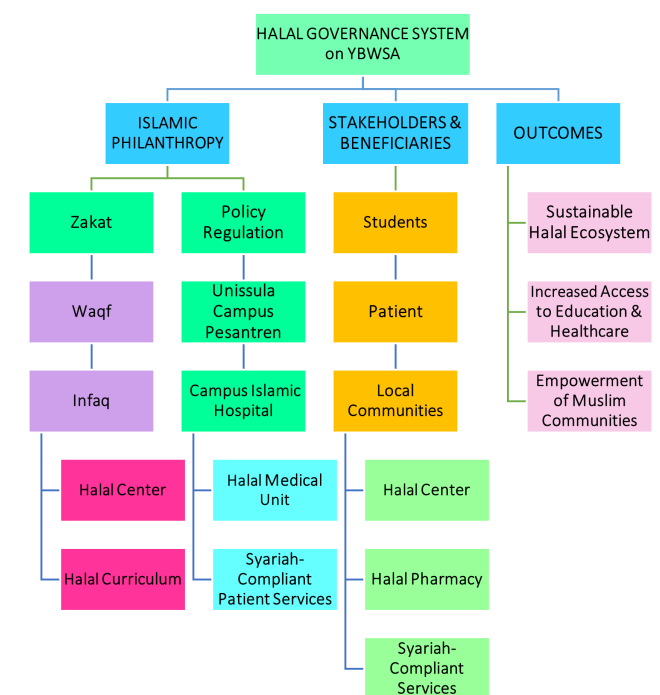 HALAL GOVERNANCE SYSTEM
on YBWSA
ISLAMIC
PHILANTHROPY
STAKEHOLDERS &
BENEFICIARIES
OUTCOMES
Zakat
Policy
Regulation
Students
Sustainable
Halal Ecosystem
Waqf
Unissula
Campus
Pesantren
Patient
Increased Access
to Education &
Healthcare
Infaq
Campus Islamic
Hospital
Local
Communities
Empowerment
of Muslim
Communities
Halal Center
Halal Medical
Unit
Halal Center
Halal Curriculum
Syariah-
Compliant
Patient Services
Halal Pharmacy
Syariah-
Compliant
Services